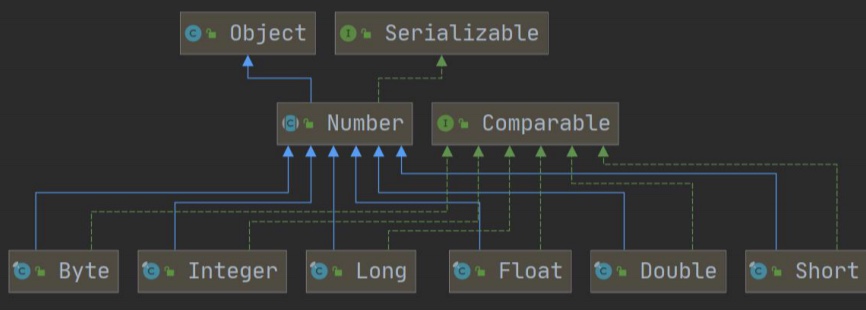 Object Serializable
Number Comparable
Byte Integer Long Float Double Short